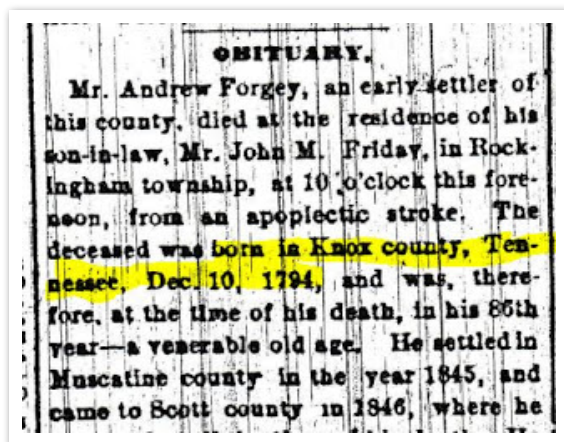 OBITUARY.
Mr. Andrew Forgey, an early settler of
this county, died at the residence of his
son-in-law, Mr. John M. Friday, in Rock-
ingham township, at 10 o'clock this fore-
noon, from an apoplectic stroke. The
deceased was born in Knox county, Ten-
nessee, Dec. 10, 1794, and was, there-
fore, at the time of his death, in his 86th
year—a venerable old age. He settled in
Muscatine county in the year 1845, and
came to Scott county in 1846, where he